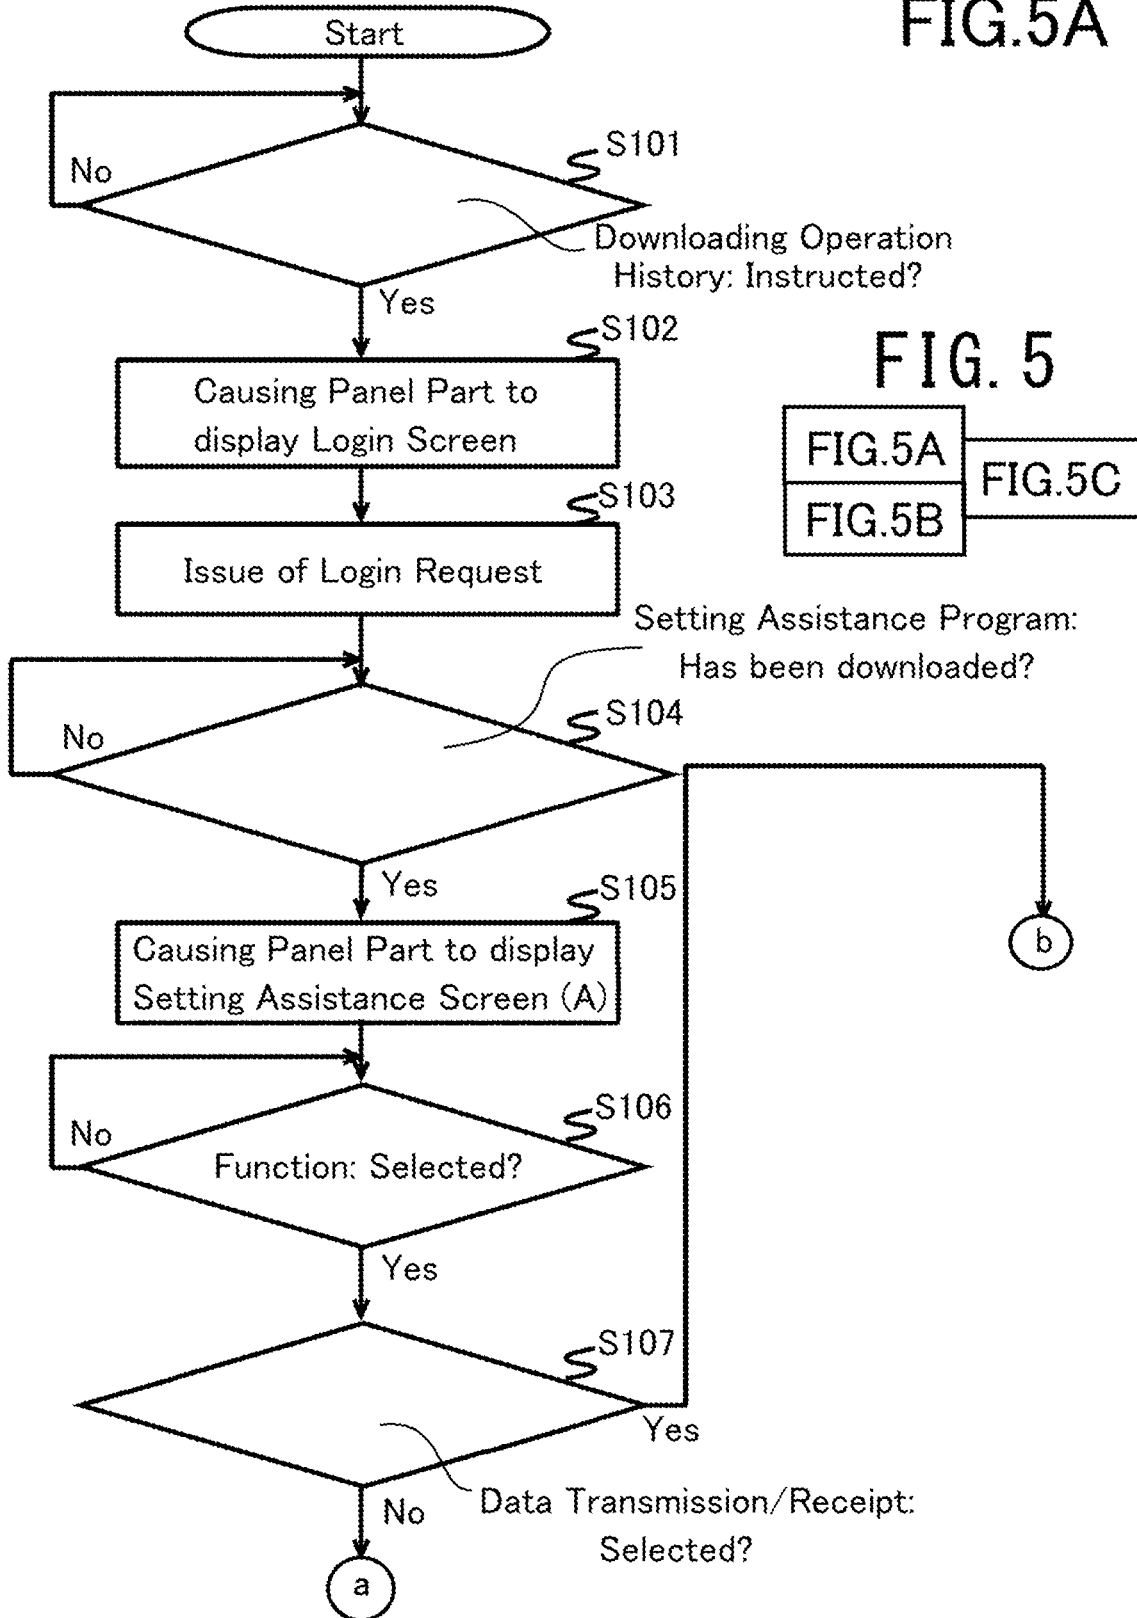 FIG.5A
Start
S101
No
Downloading Operation
History: Instructed?
Yes
S102
Causing Panel Part to
display Login Screen
FIG. 5
FIG.5A
FIG.5B
FIG.5C
S103
Issue of Login Request
Setting Assistance Program:
Has been downloaded?
S104
No
Yes
S105
Causing Panel Part to display
Setting Assistance Screen (A)
b
S106
No
Function: Selected?
Yes
S107
Yes
Data Transmission/Receipt:
Selected?
No
a